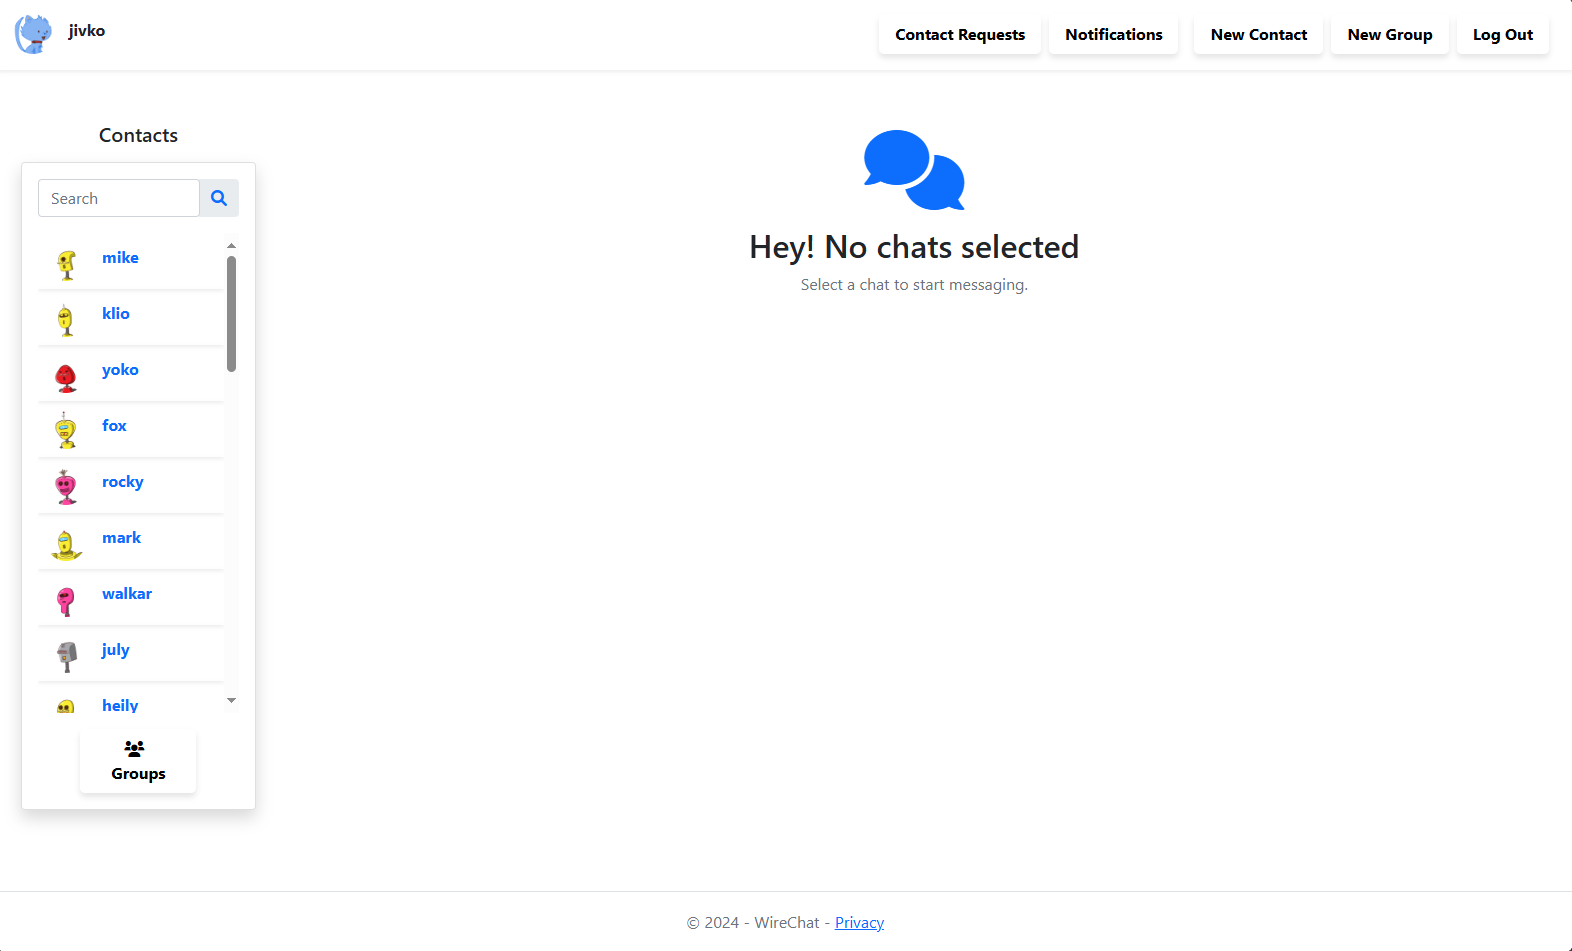 jivko
Contact Requests
Notifications
New Contact
New Group
Log Out
Contacts
Search
mike
klio
yoko
fox
rocky
mark
walkar
july
heily
Groups
Hey! No chats selected
Select a chat to start messaging.
© 2024 - WireChat - Privacy